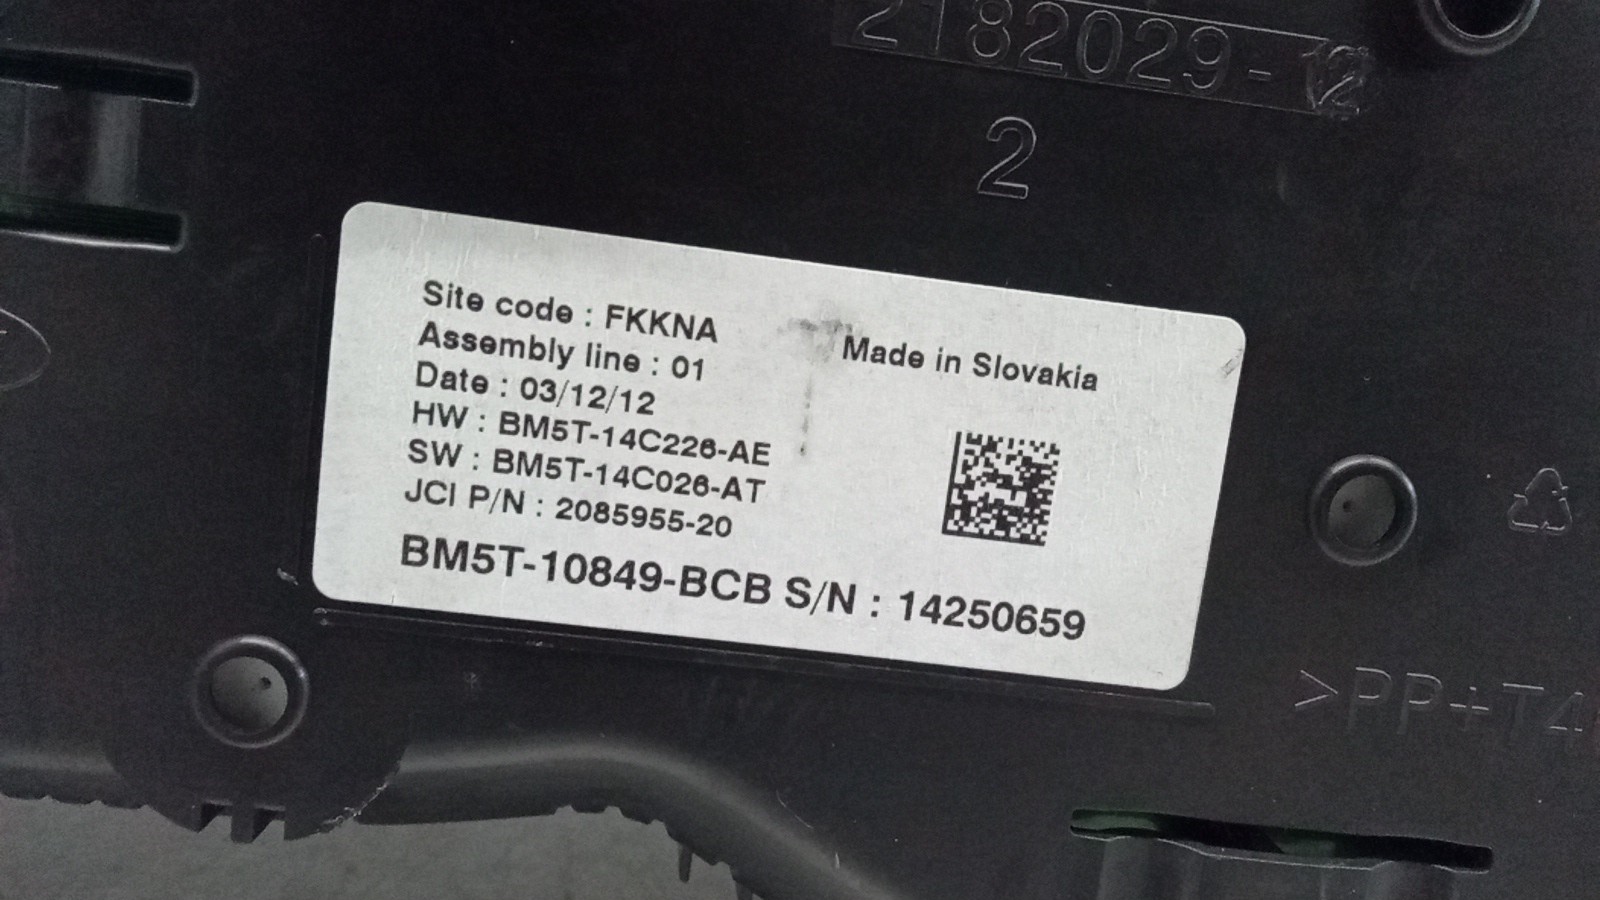 2182029-12
2
Site code : FKKNA
Assembly line : 01
Date : 03/12/12
HW : BM5T-14C226-AE
SW : BM5T-14C026-AT
JCI P/N : 2085955-20
BM5T-10849-BCB S/N : 14250659
Made in Slovakia
>PP+T4